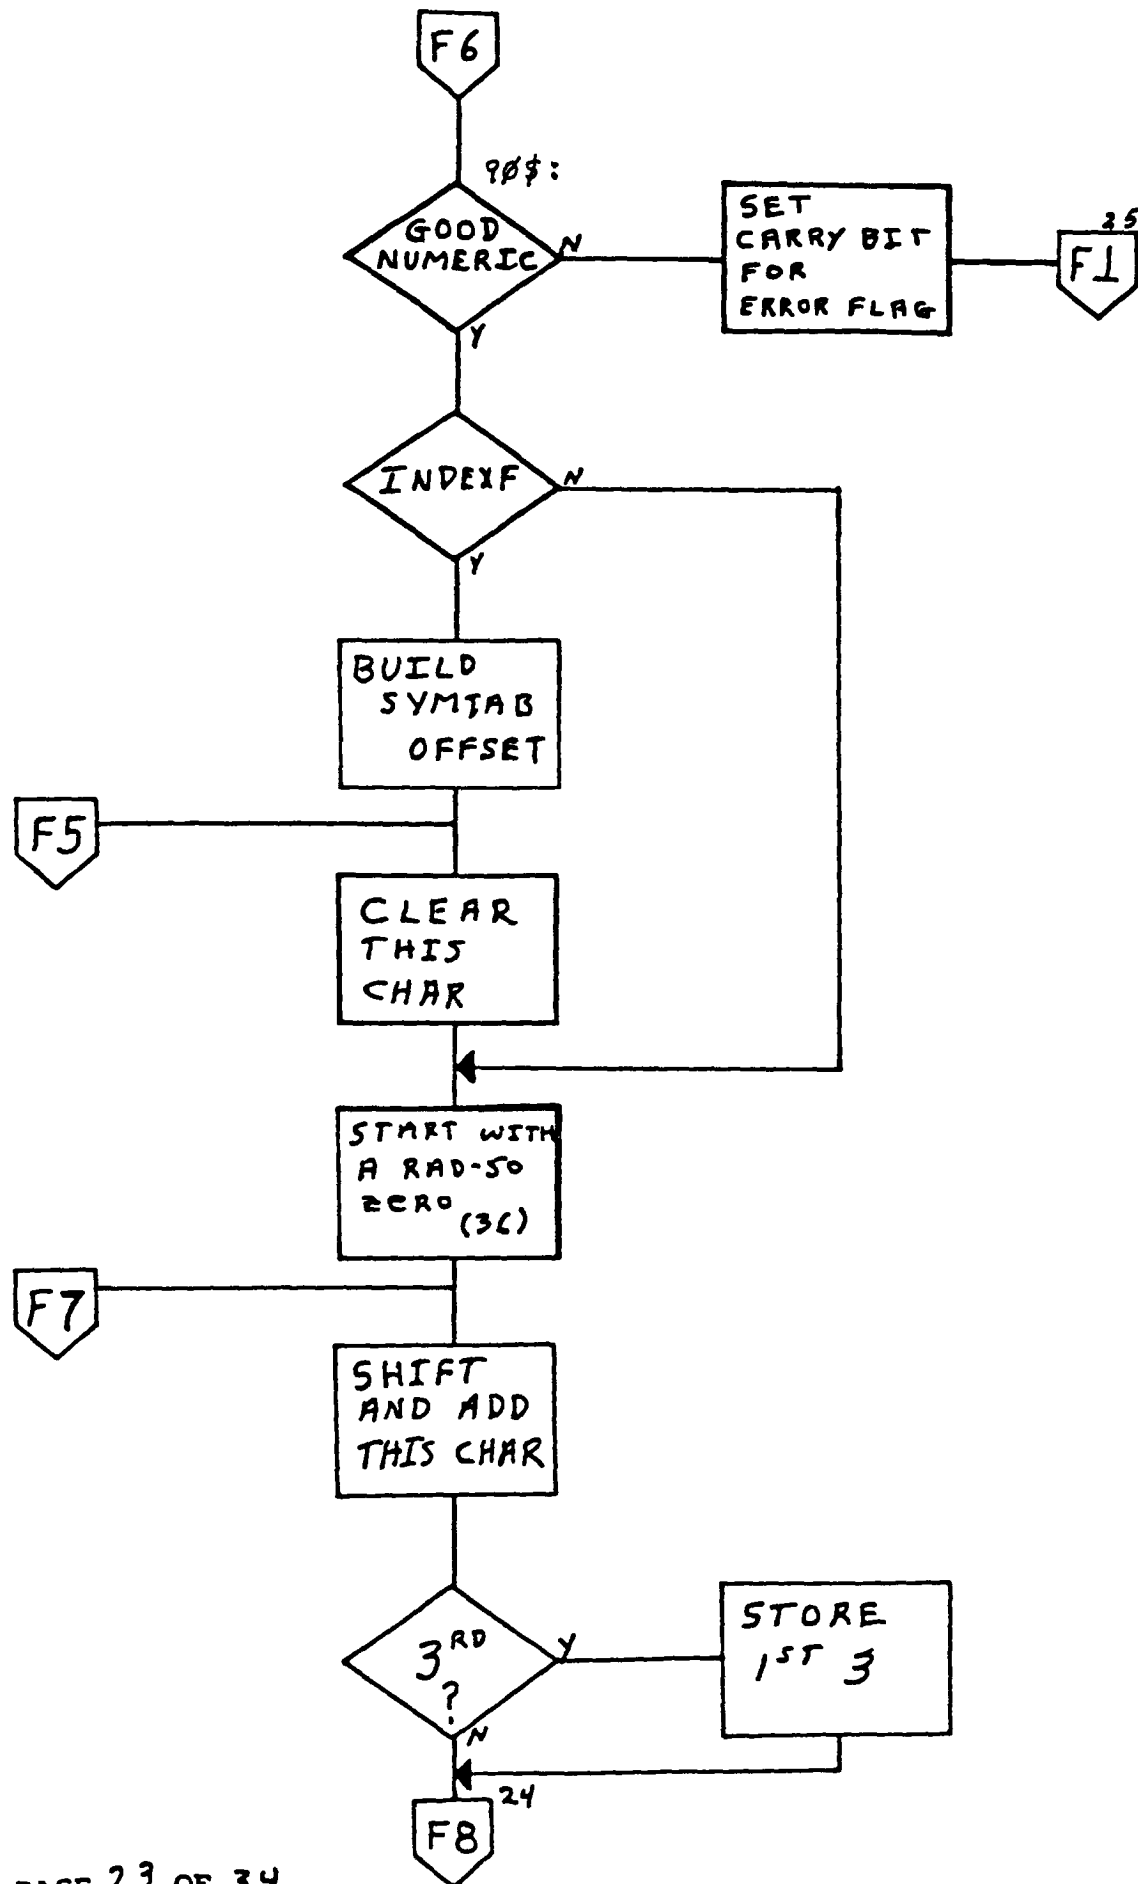 F6
9Ø$:
GOOD
NUMERIC
N
Y
SET
CARRY BIT
FOR
ERROR FLAG
25
F1
INDEXF
N
Y
BUILD
SYMTAB
OFFSET
F5
CLEAR
THIS
CHAR
START WITH
A RAD-50
ZERO
(36)
F7
SHIFT
AND ADD
THIS CHAR
3RD
?
Y
N
STORE
1ST 3
24
F8
PAGE 23 OF 34